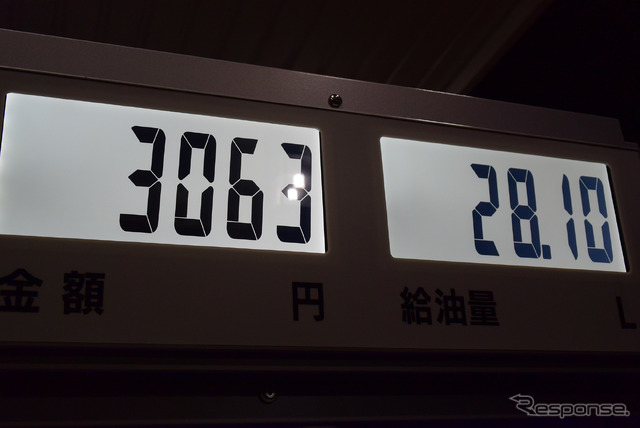 3063 28.10
金額 円 給油量 L
Response.